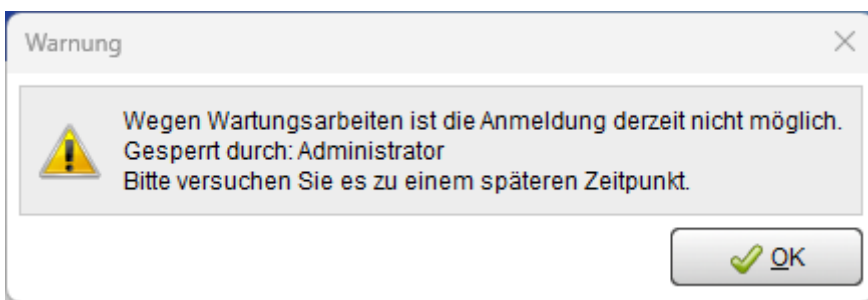 Warnung
Wegen Wartungsarbeiten ist die Anmeldung derzeit nicht möglich.
Gesperrt durch: Administrator
Bitte versuchen Sie es zu einem späteren Zeitpunkt.
OK